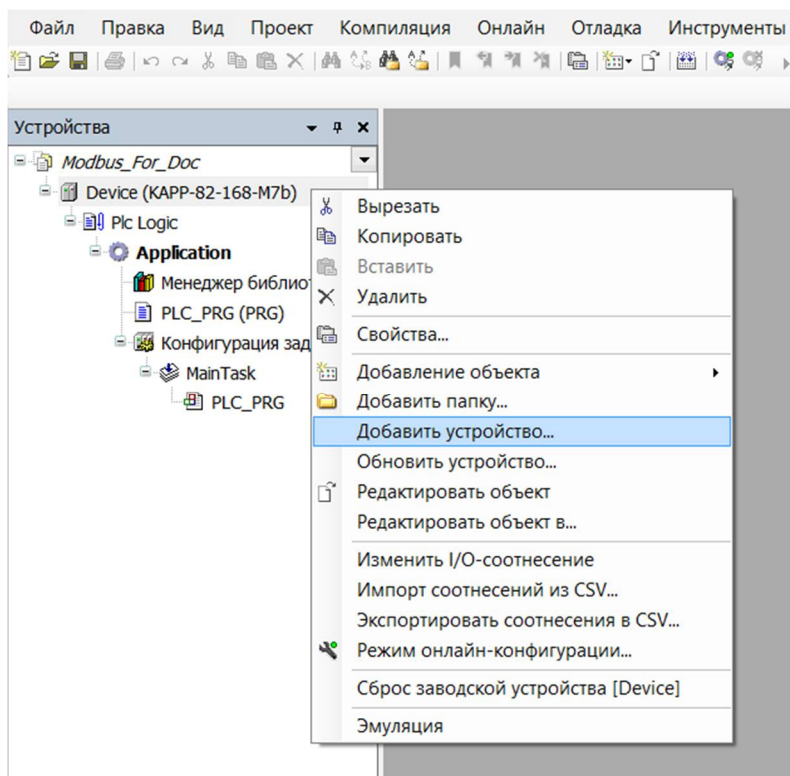 Файл Правка Вид Проект Компиляция Онлайн Отладка Инструменты
Устройства
Modbus_For_Doc
Device (KAPP-82-168-M7b)
Plc Logic
Application
Менеджер библио
PLC_PRG (PRG)
Конфигурация зад
MainTask
PLC_PRG
Вырезать
Копировать
Вставить
Удалить
Свойства...
Добавление объекта
Добавить папку...
Добавить устройство...
Обновить устройство...
Редактировать объект
Редактировать объект в...
Изменить I/O-соотнесение
Импорт соотнесений из CSV...
Экспортировать соотнесения в CSV...
Режим онлайн-конфигурации...
Сброс заводской устройства [Device]
Эмуляция